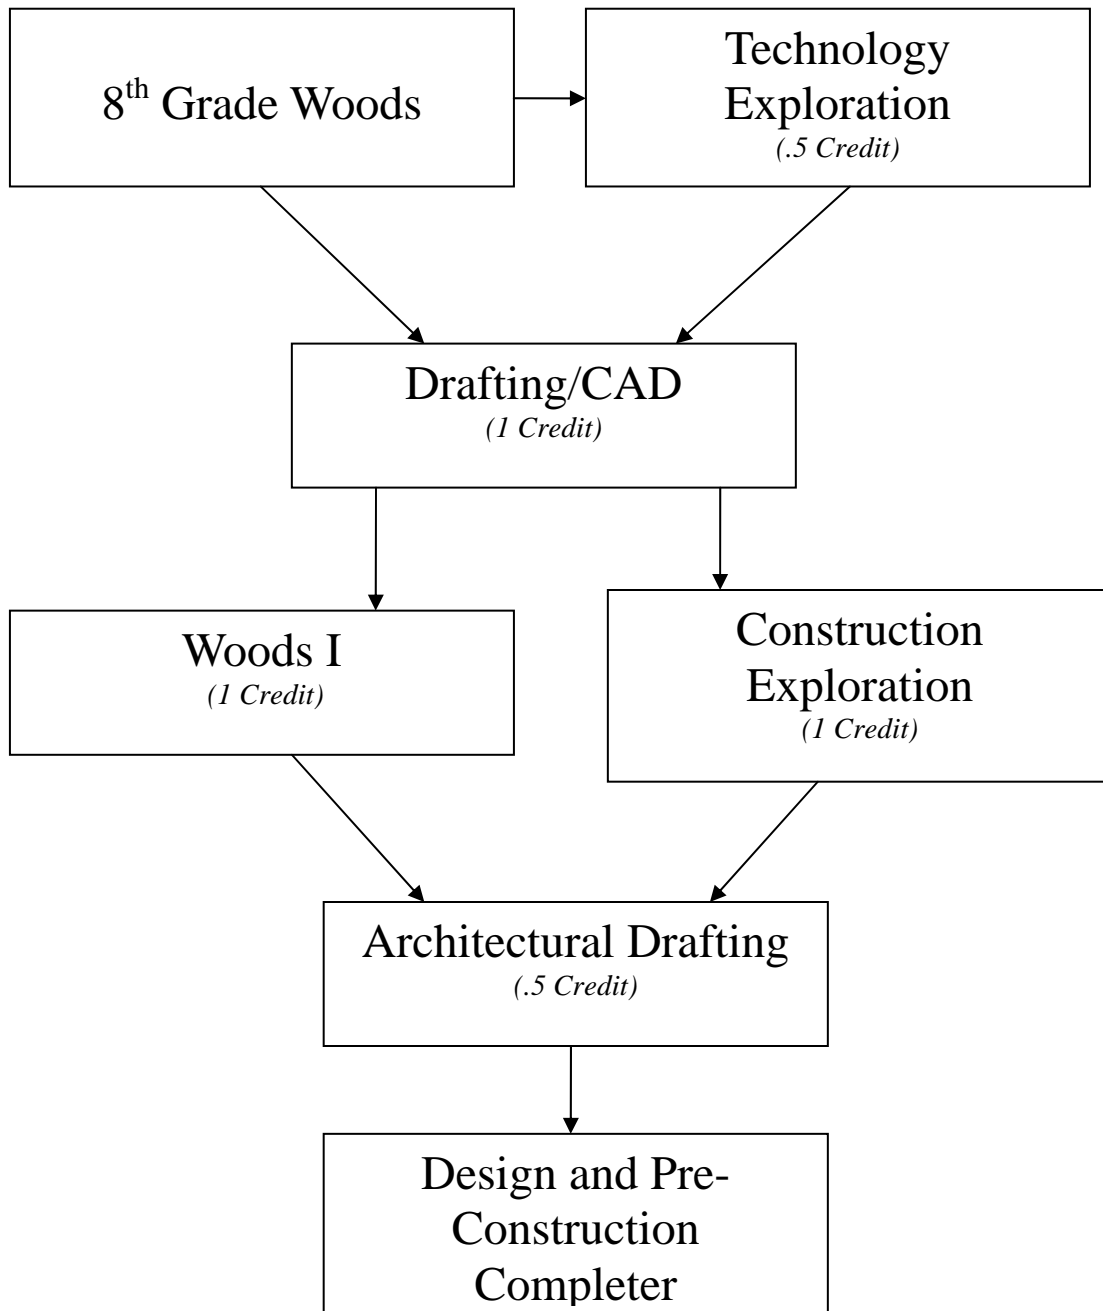 8th Grade Woods
Technology
Exploration
(.5 Credit)
Drafting/CAD
(1 Credit)
Woods I
(1 Credit)
Construction
Exploration
(1 Credit)
Architectural Drafting
(.5 Credit)
Design and Pre-
Construction
Completer